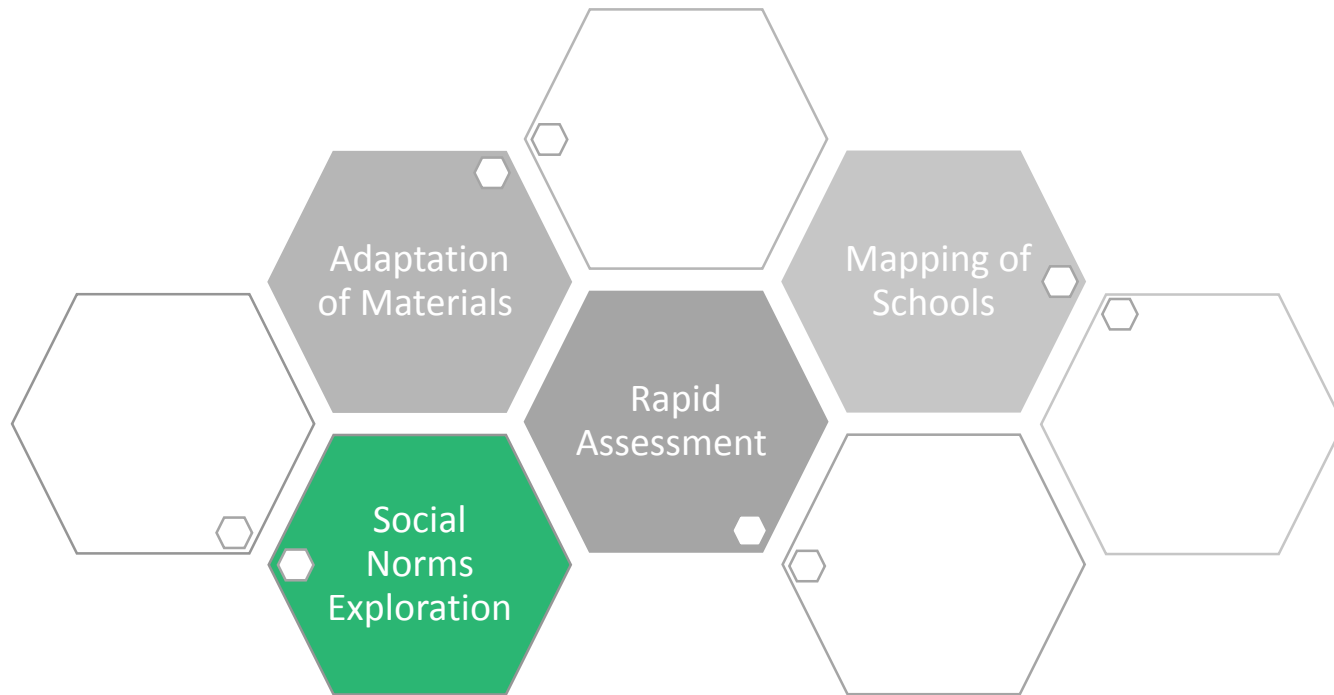 Adaptation
of Materials
Mapping of
Schools
Rapid
Assessment
Social
Norms
Exploration